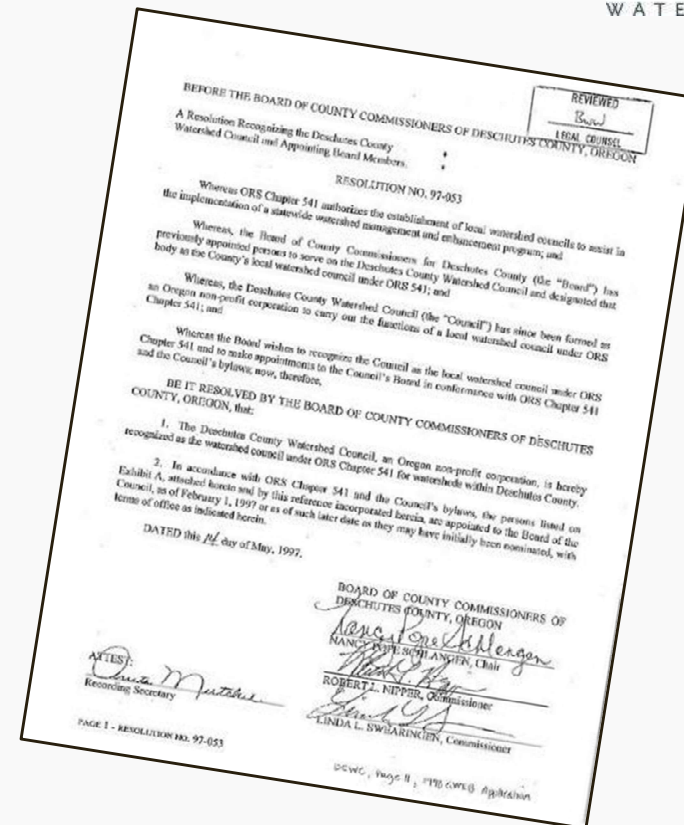 WATE
REVIEWED
LEGAL COUNSEL
BEFORE THE BOARD OF COUNTY COMMISSIONERS OF DESCHUTES COUNTY, OREGON
A Resolution Recognizing the Deschutes County :
Watershed Council and Appointing Board Members. :
RESOLUTION NO. 97-053
Whereas ORS Chapter 541 authorizes the establishment of local watershed councils to assist in
the implementation of a statewide watershed management and enhancement program; and
Whereas, the Board of County Commissioners for Deschutes County (the "Board") has
previously appointed persons to serve on the Deschutes County Watershed Council and designated that
body as the County's local watershed council under ORS 541; and
Whereas, the Deschutes County Watershed Council (the "Council") has since been formed as
an Oregon non-profit corporation to carry out the functions of a local watershed council under ORS
Chapter 541; and
Whereas the Board wishes to recognize the Council as the local watershed council under ORS
Chapter 541 and to make appointments to the Council's Board in conformance with ORS Chapter 541
and the Council's bylaws; now, therefore,
BE IT RESOLVED BY THE BOARD OF COUNTY COMMISSIONERS OF DESCHUTES
COUNTY, OREGON, that:
1. The Deschutes County Watershed Council, an Oregon non-profit corporation, is hereby
recognized as the watershed council under ORS Chapter 541 for watersheds within Deschutes County.
2. In accordance with ORS Chapter 541 and the Council's bylaws, the persons listed on
Exhibit A, attached hereto and by this reference incorporated herein, are appointed to the Board of the
Council, as of February 1, 1997 or as of such later date as they may have initially been nominated, with
terms of office as indicated herein.
DATED this day of May, 1997.
BOARD OF COUNTY COMMISSIONERS OF
DESCHUTES COUNTY, OREGON
Nancy Pope Schlangen
NANCY POPE SCHLANGEN, Chair
ROBERT L. NIPPER, Commissioner
LINDA L. SWEARINGEN, Commissioner
ATTEST:
Recording Secretary
PAGE 1 - RESOLUTION NO. 97-053
Page 11, Application